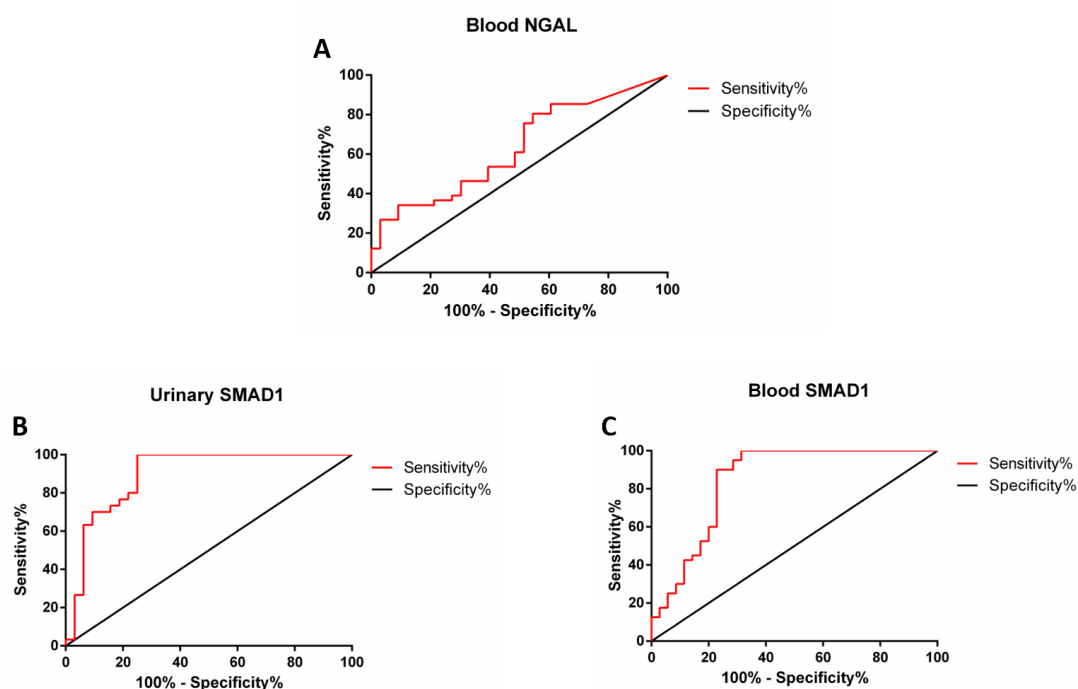 Blood NGAL
A
100
80
60
40
20
0
Sensitivity%
0 20 40 60 80 100
100% - Specificity%
Sensitivity%
Specificity%
Urinary SMAD1
B
100
80
60
40
20
0
Sensitivity%
0 20 40 60 80 100
100% - Specificity%
Sensitivity%
Specificity%
Blood SMAD1
C
100
80
60
40
20
0
Sensitivity%
0 20 40 60 80 100
100% - Specificity%
Sensitivity%
Specificity%